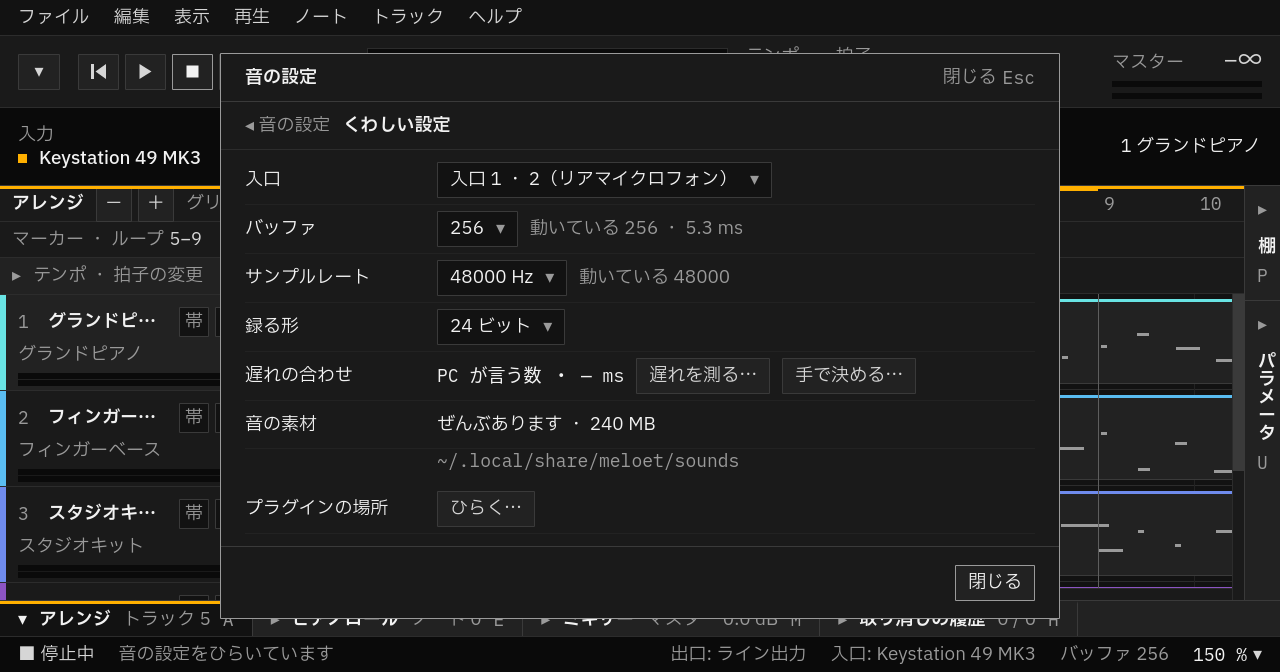 ファイル 編集 表示 再生 ノート トラック ヘルプ
マスター −∞
音の設定 閉じる Esc
◂ 音の設定 くわしい設定
入力
Keystation 49 MK3
1 グランドピアノ
アレンジ − + グリ
9 10
マーカー ・ ループ 5–9
▸ テンポ ・ 拍子の変更
入口 入口 1 ・ 2（リアマイクロフォン） ▾
バッファ 256 ▾ 動いている 256 ・ 5.3 ms
サンプルレート 48000 Hz ▾ 動いている 48000
録る形 24 ビット ▾
遅れの合わせ PC が言う数 ・ — ms 遅れを測る… 手で決める…
音の素材 ぜんぶあります ・ 240 MB
~/.local/share/meloet/sounds
プラグインの場所 ひらく…
閉じる
1 グランドピ… 帯
グランドピアノ
2 フィンガー… 帯
フィンガーベース
3 スタジオキ… 帯
スタジオキット
▸
棚
P
▸
パラメータ
U
▾ アレンジ トラック 5 A
■ 停止中 音の設定をひらいています 出口: ライン出力 入口: Keystation 49 MK3 バッファ 256 150 % ▾